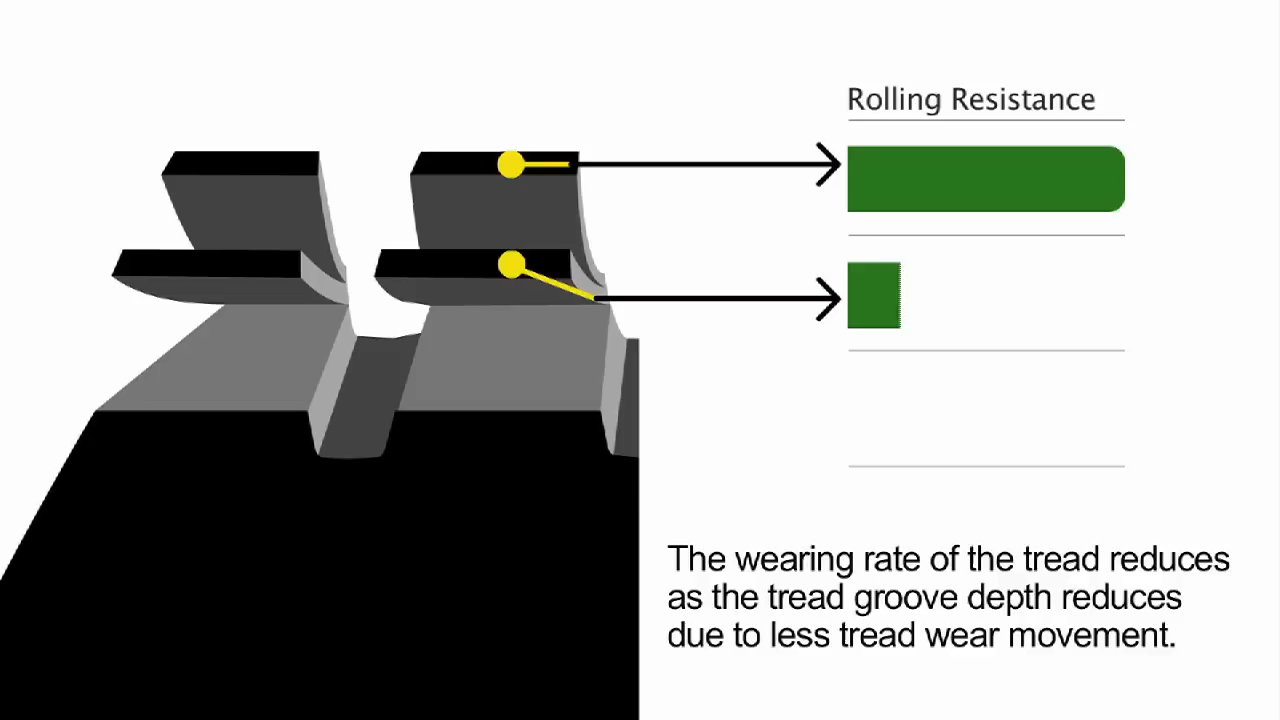 Rolling Resistance
The wearing rate of the tread reduces
as the tread groove depth reduces
due to less tread wear movement.